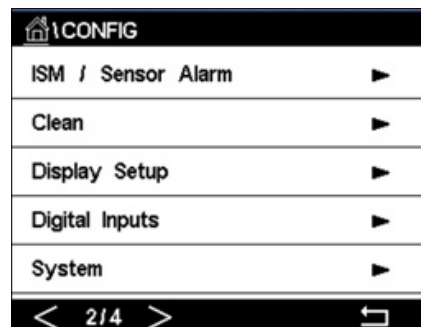 \CONFIG
ISM / Sensor Alarm
Clean
Display Setup
Digital Inputs
System
< 2/4 >